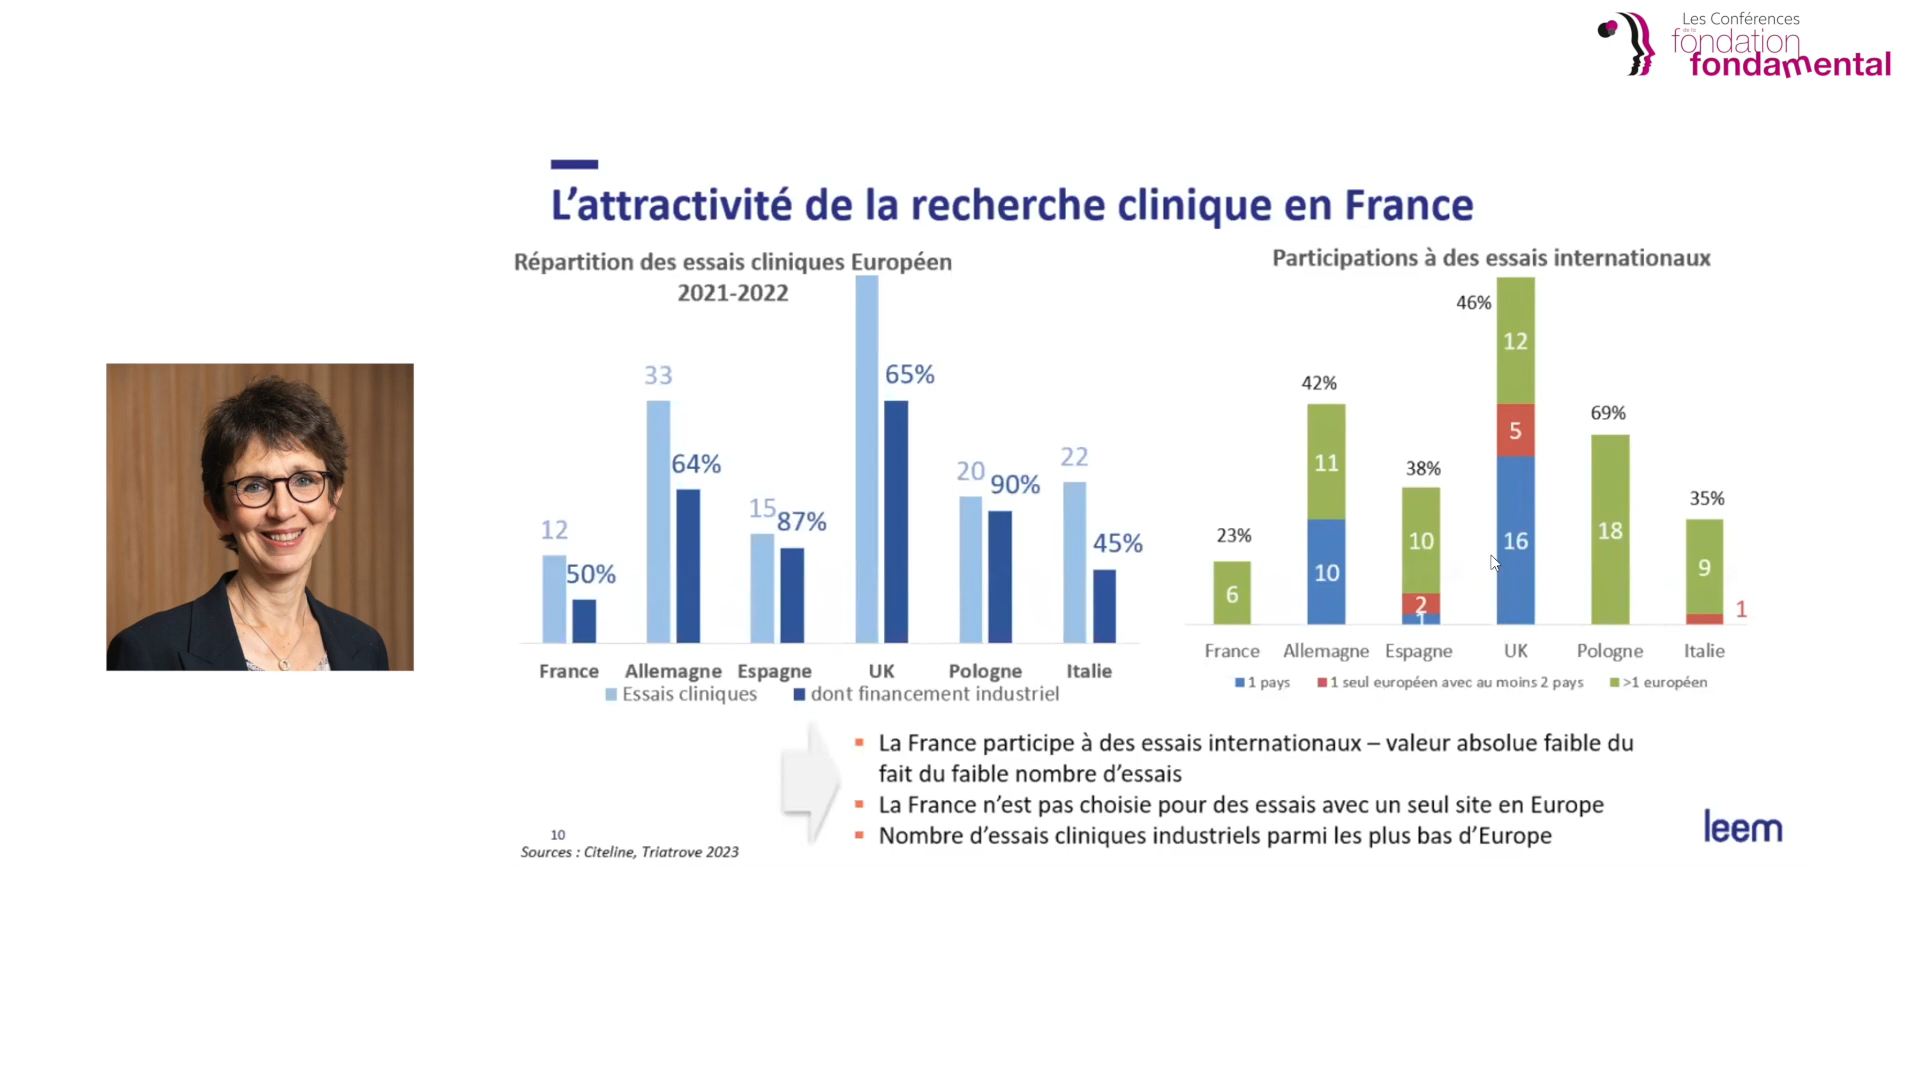 Les Conférences
de la
fondation
fondamental
L'attractivité de la recherche clinique en France
Répartition des essais cliniques Européen
2021-2022
12
50%
33
64%
15
87%
65%
20
90%
22
45%
France
Allemagne
Espagne
UK
Pologne
Italie
Essais cliniques
dont financement industriel
Participations à des essais internationaux
23%
6
42%
11
10
38%
10
2
1
46%
12
5
16
69%
18
35%
9
1
France
Allemagne
Espagne
UK
Pologne
Italie
1 pays
1 seul européen avec au moins 2 pays
>1 européen
La France participe à des essais internationaux – valeur absolue faible du
fait du faible nombre d'essais
La France n'est pas choisie pour des essais avec un seul site en Europe
Nombre d'essais cliniques industriels parmi les plus bas d'Europe
10
Sources : Citeline, Triatrove 2023
leem